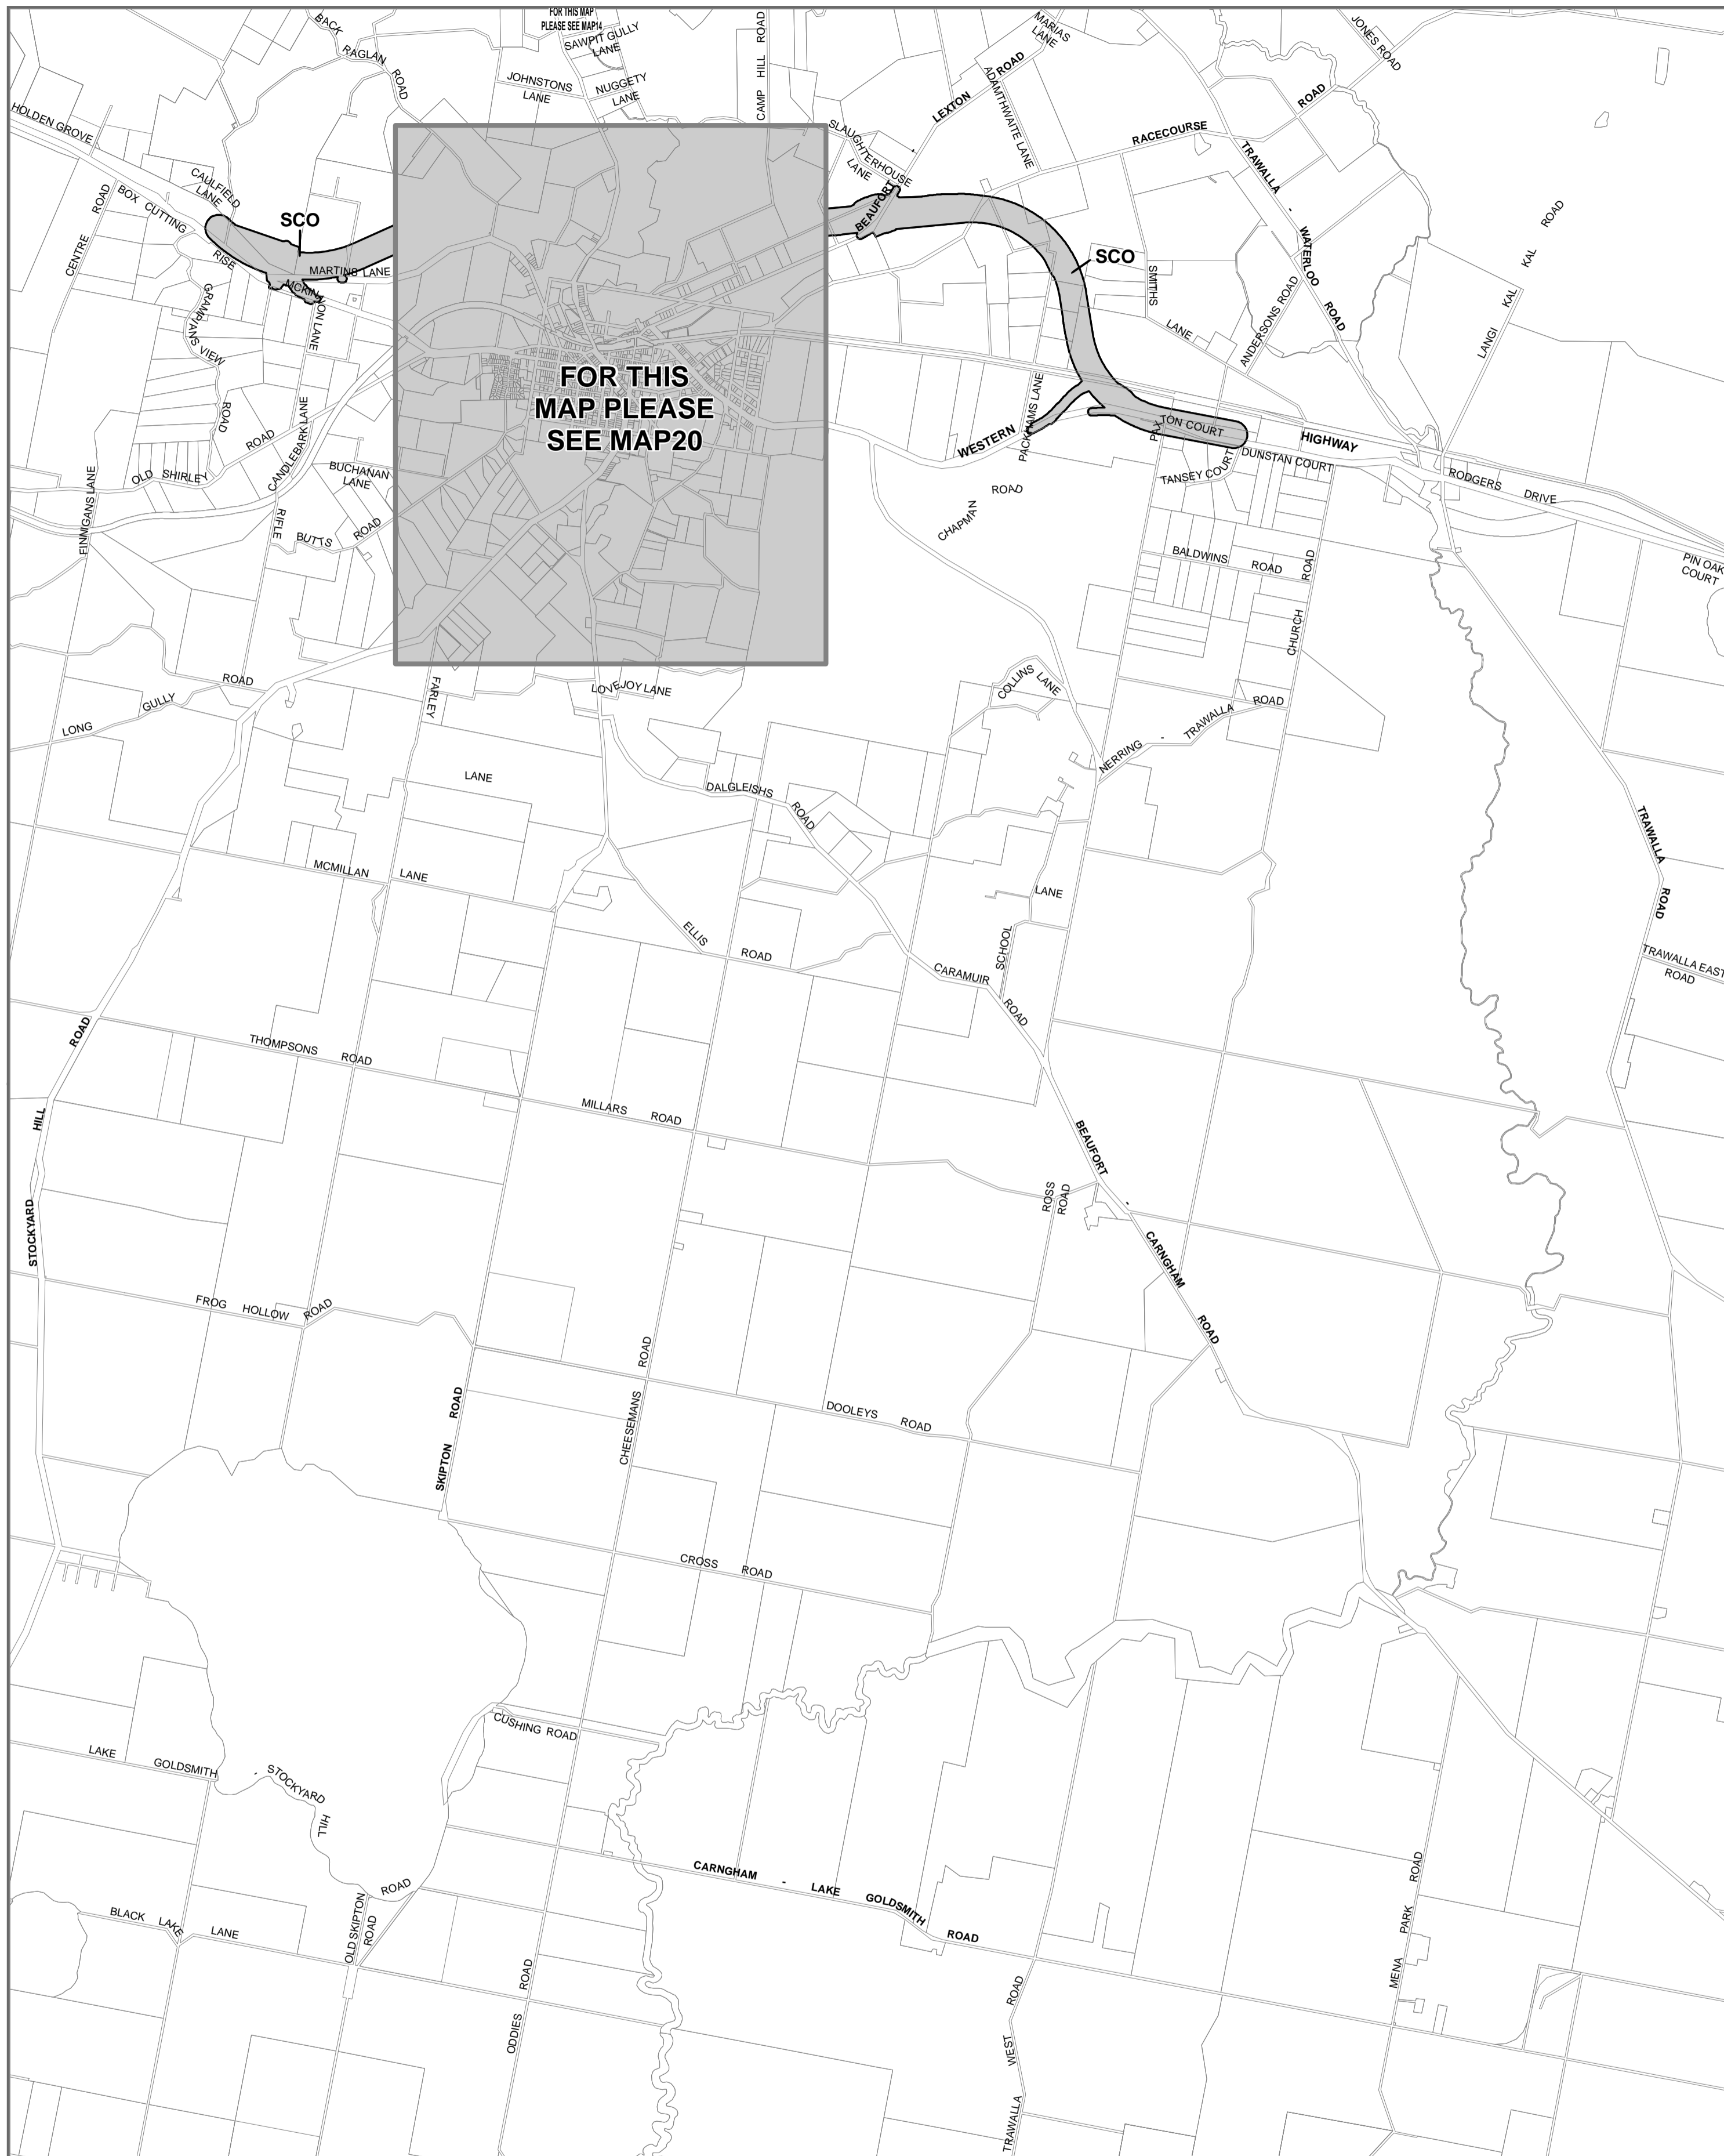 FOR THIS MAP
PLEASE SEE MAP14
BACK
RAGLAN
ROAD
SAWPIT GULLY
LANE
JOHNSTONS
LANE
NUGGETY
LANE
CAMP HILL ROAD
MARIAS
LANE
JONES ROAD
LEXTON ROAD
ADAMTHWAITE LANE
HOLDEN GROVE
SLAUGHTERHOUSE
LANE
BEAUFORT
-
RACECOURSE
ROAD
TRAWALLA
-
WATERLOO
ROAD
CAULFIELD
LANE
BOX CUTTING
RISE
CENTRE ROAD
SCO
MARTINS LANE
MCKINNON LANE
GRAMPIANS
VIEW
ROAD
SCO
SMITHS
LANE
ANDERSONS ROAD
LANGI KAL
KAL ROAD
FOR THIS
MAP PLEASE
SEE MAP20
PACKHAMS LANE
WESTERN
HIGHWAY
PAXTON COURT
TANSEY COURT
DUNSTAN COURT
RODGERS DRIVE
PIN OAK
COURT
OLD SHIRLEY
ROAD
CANDLEBARK LANE
BUCHANAN
LANE
FINNIGANS LANE
RIFLE
BUTTS
ROAD
CHAPMAN
ROAD
BALDWINS ROAD
CHURCH ROAD
LONG GULLY
ROAD
FARLEY
LANE
LOVEJOY LANE
COLLINS LANE
NERRING - TRAWALLA ROAD
DALGLEISHS
ROAD
MCMILLAN LANE
SCHOOL
LANE
ELLIS
ROAD
CARAMUIR
ROAD
TRAWALLA
ROAD
TRAWALLA EAST
ROAD
THOMPSONS ROAD
MILLARS ROAD
STOCKYARD
HILL
ROAD
BEAUFORT
-
CARNGHAM
ROAD
ROSS
ROAD
FROG HOLLOW ROAD
SKIPTON ROAD
CHEESEMANS ROAD
DOOLEYS ROAD
CROSS ROAD
CUSHING ROAD
LAKE GOLDSMITH
-
STOCKYARD
HILL
ROAD
BLACK LAKE LANE
OLD SKIPTON
ROAD
CARNGHAM - LAKE GOLDSMITH
ROAD
ODDIES ROAD
TRAWALLA WEST ROAD
MENA PARK ROAD